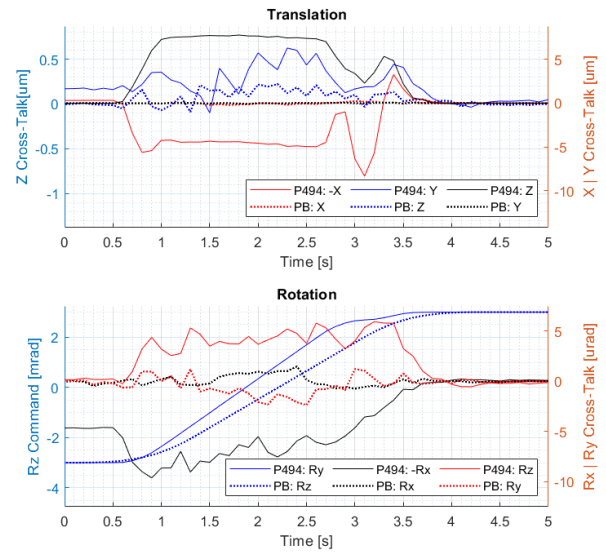 Translation
Z Cross-Talk[um]
0.5
0
-0.5
-1
5
0
-5
-10
X | Y Cross-Talk [um]
P494: -X P494: Y P494: Z
PB: X PB: Z PB: Y
0 0.5 1 1.5 2 2.5 3 3.5 4 4.5 5
Time [s]
Rotation
Rz Command [mrad]
2
0
-2
-4
5
0
-5
-10
Rx | Ry Cross-Talk [urad]
P494: Ry P494: -Rx P494: Rz
PB: Rz PB: Rx PB: Ry
0 0.5 1 1.5 2 2.5 3 3.5 4 4.5 5
Time [s]